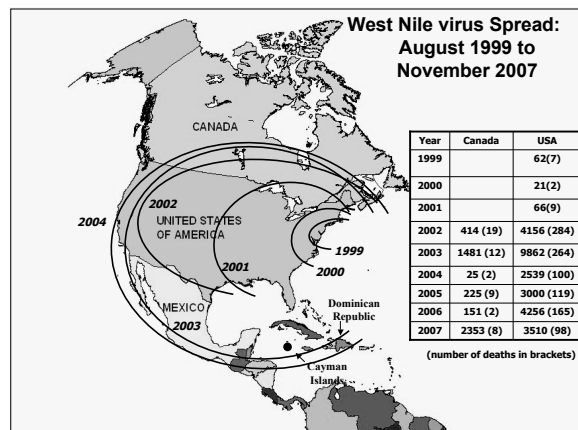 West Nile virus Spread:
August 1999 to
November 2007
CANADA
2002
2004
UNITED STATES
OF AMERICA
1999
2001
2000
MEXICO
2003
Dominican
Republic
Cayman
Islands
Year Canada USA
1999 62(7)
2000 21(2)
2001 66(9)
2002 414 (19) 4156 (284)
2003 1481 (12) 9862 (264)
2004 25 (2) 2539 (100)
2005 225 (9) 3000 (119)
2006 151 (2) 4256 (165)
2007 2353 (8) 3510 (98)
(number of deaths in brackets)